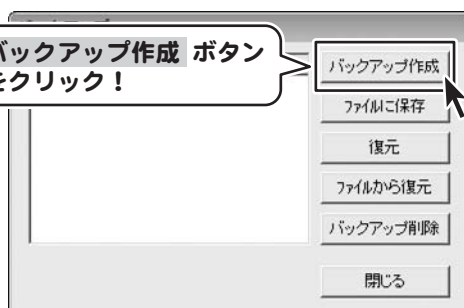 バックアップ作成 ボタン
をクリック!
バックアップ作成
ファイルに保存
復元
ファイルから復元
バックアップ削除
閉じる